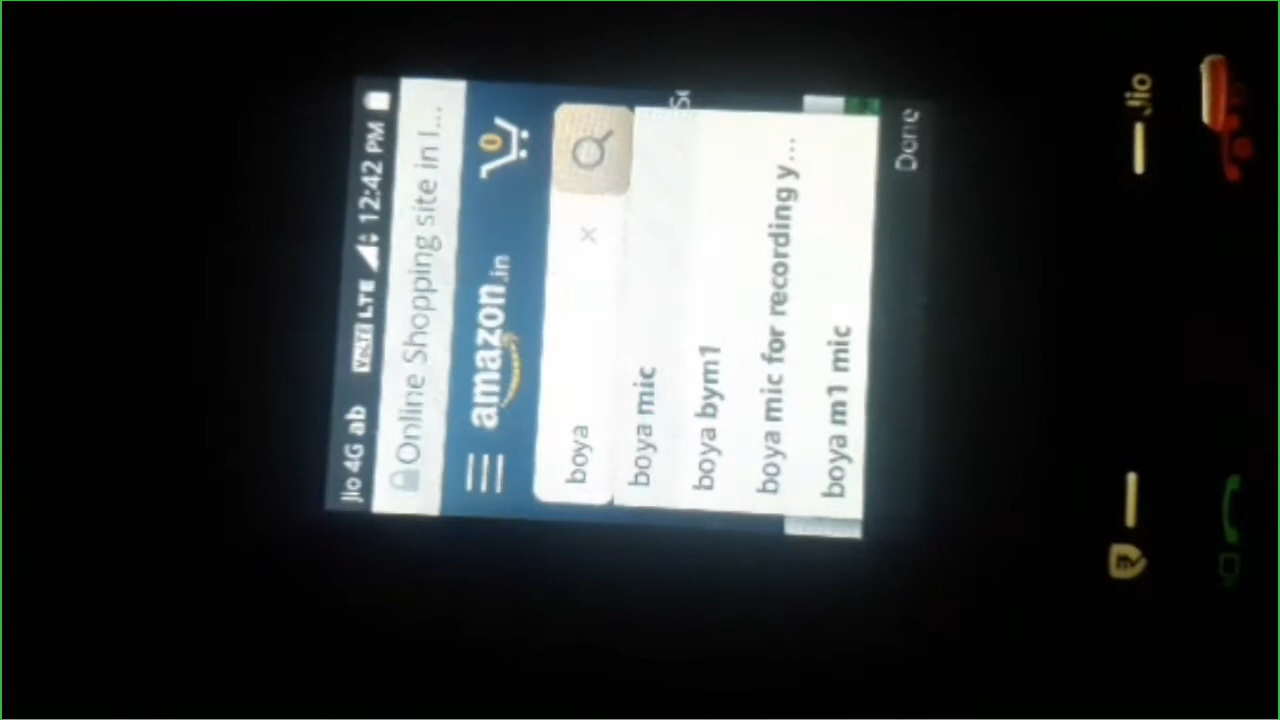 Jio 4G ab VoLTE LTE 12:42 PM
Online Shopping site in I...
amazon.in 0
boya ×
boya mic
boya bym1
boya mic for recording y...
boya m1 mic
Done
Jio